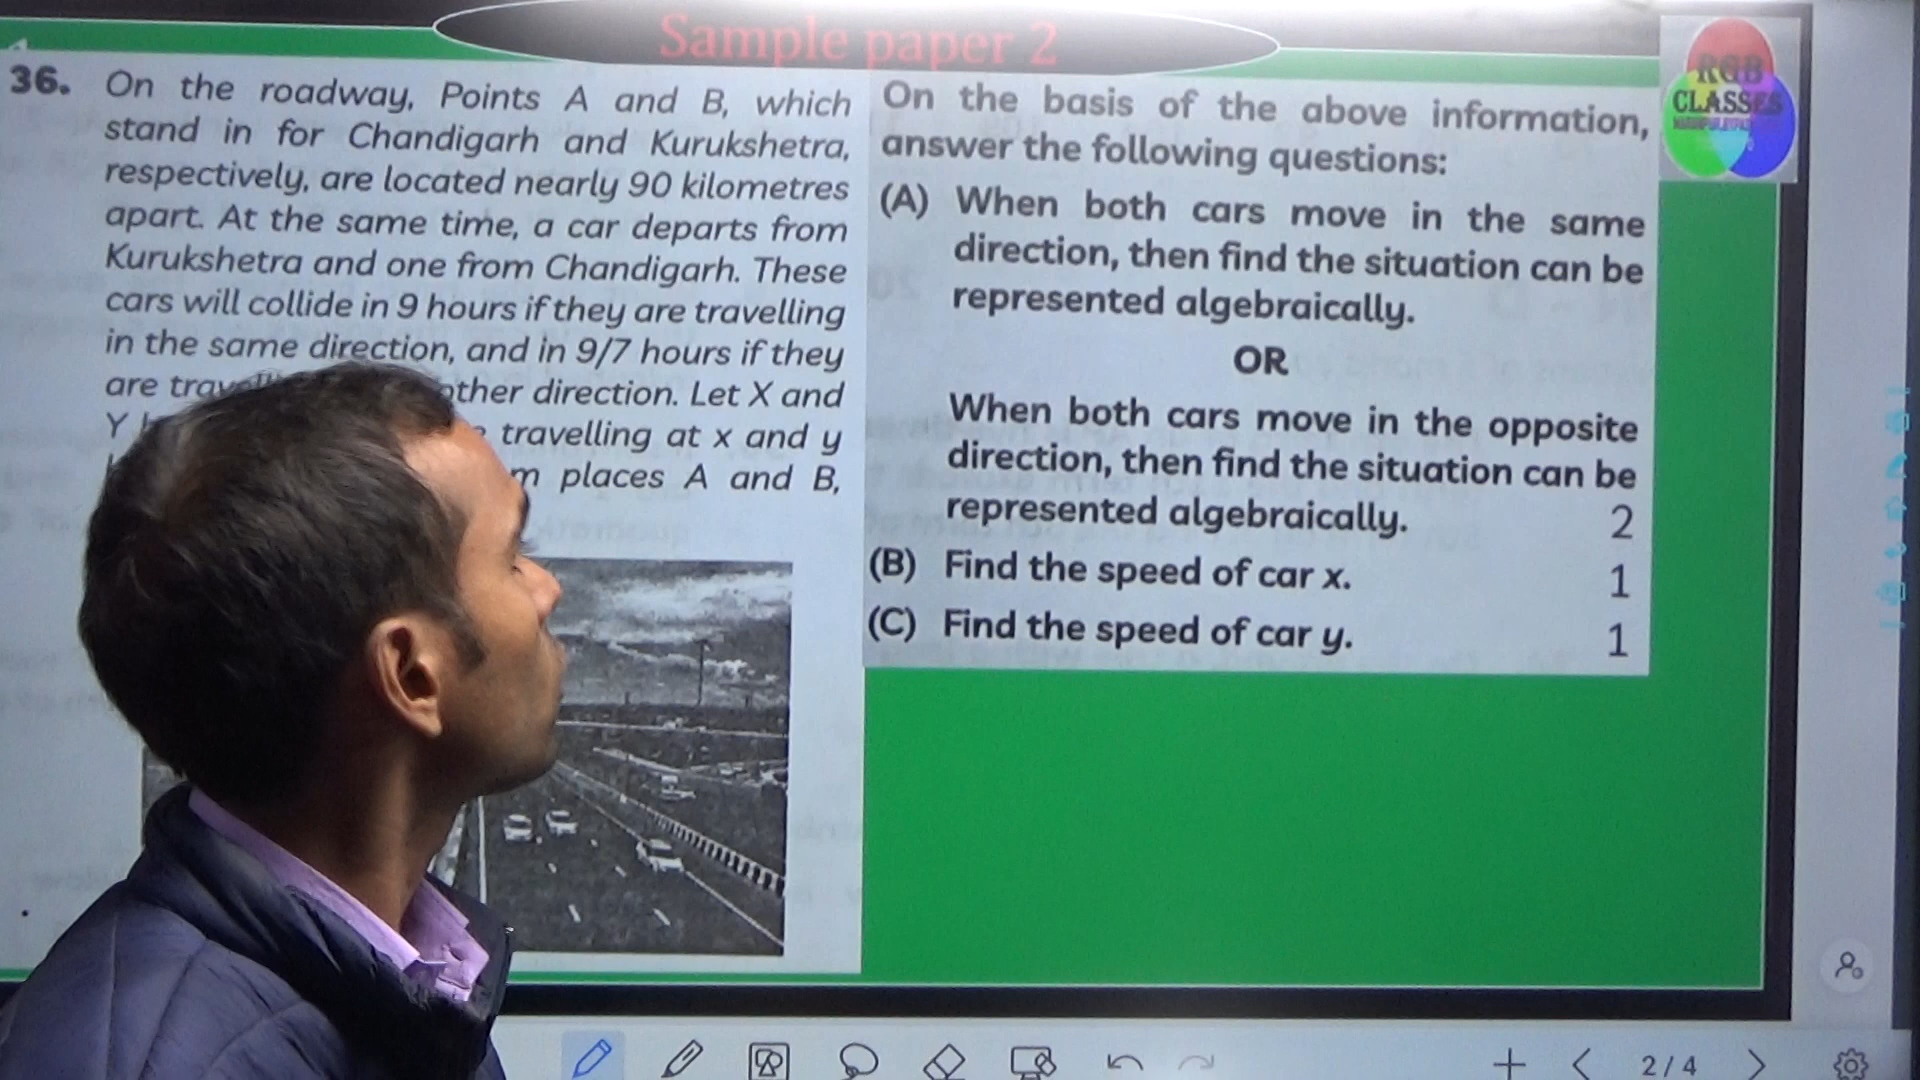 Sample paper 2
36. On the roadway, Points A and B, which
stand in for Chandigarh and Kurukshetra,
respectively, are located nearly 90 kilometres
apart. At the same time, a car departs from
Kurukshetra and one from Chandigarh. These
cars will collide in 9 hours if they are travelling
in the same direction, and in 9/7 hours if they
are other direction. Let X and
Y travelling at x and y
places A and B,
On the basis of the above information,
answer the following questions:
(A) When both cars move in the same
direction, then find the situation can be
represented algebraically.
OR
When both cars move in the opposite
direction, then find the situation can be
represented algebraically. 2
(B) Find the speed of car x. 1
(C) Find the speed of car y. 1
RGB
CLASSES
2/4